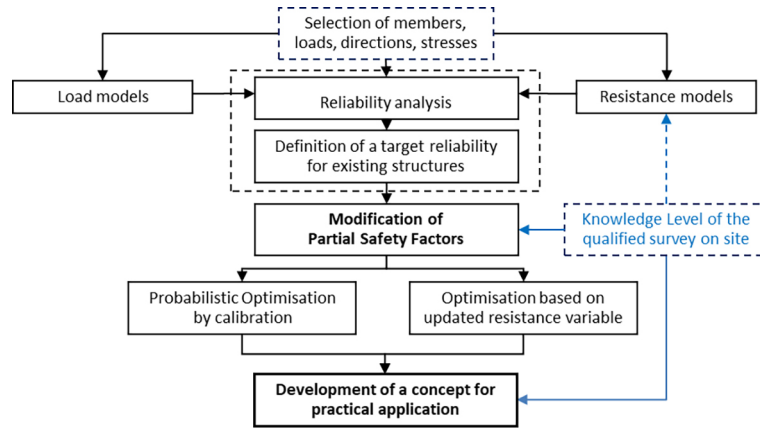 Selection of members,
loads, directions, stresses
Load models
Reliability analysis
Resistance models
Definition of a target reliability
for existing structures
Modification of
Partial Safety Factors
Knowledge Level of the
qualified survey on site
Probabilistic Optimisation
by calibration
Optimisation based on
updated resistance variable
Development of a concept for
practical application